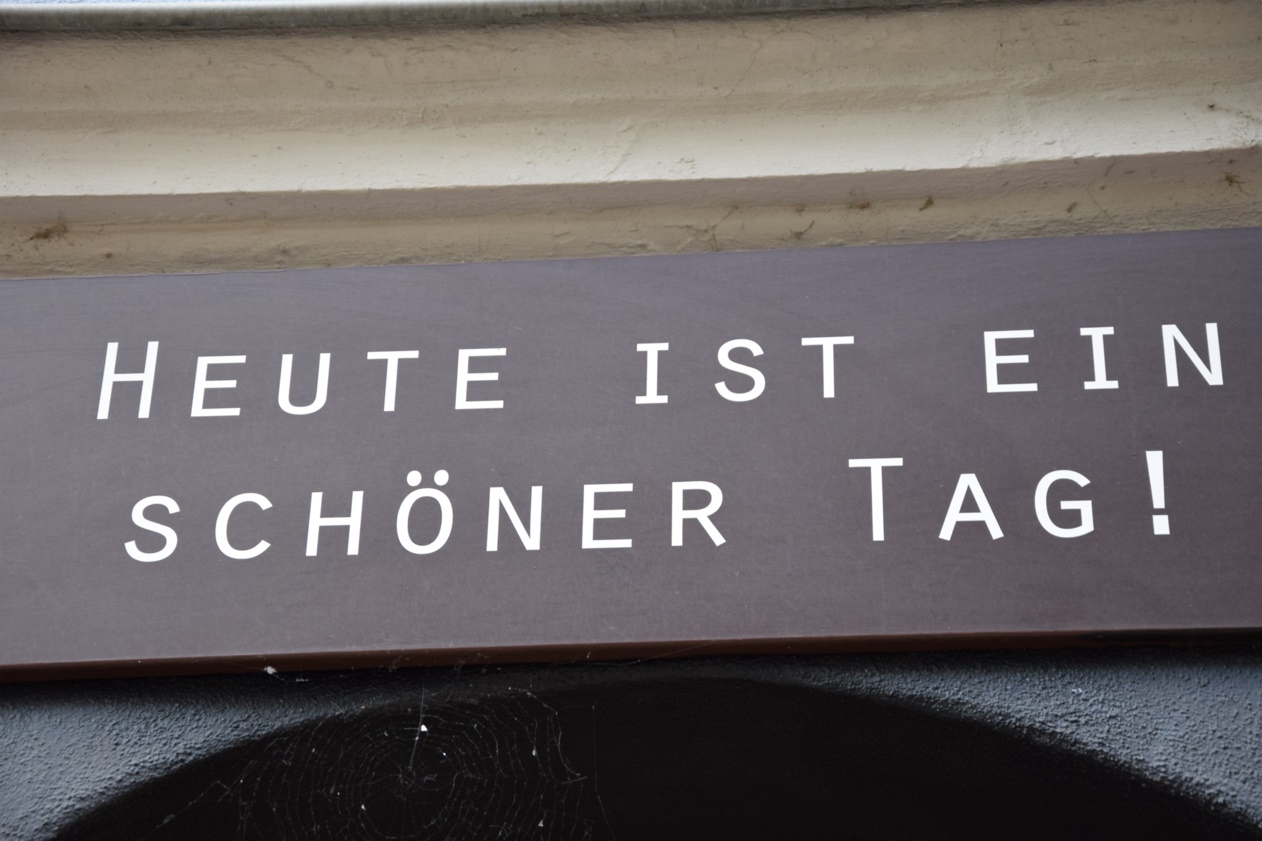 Heute ist ein
schöner Tag!